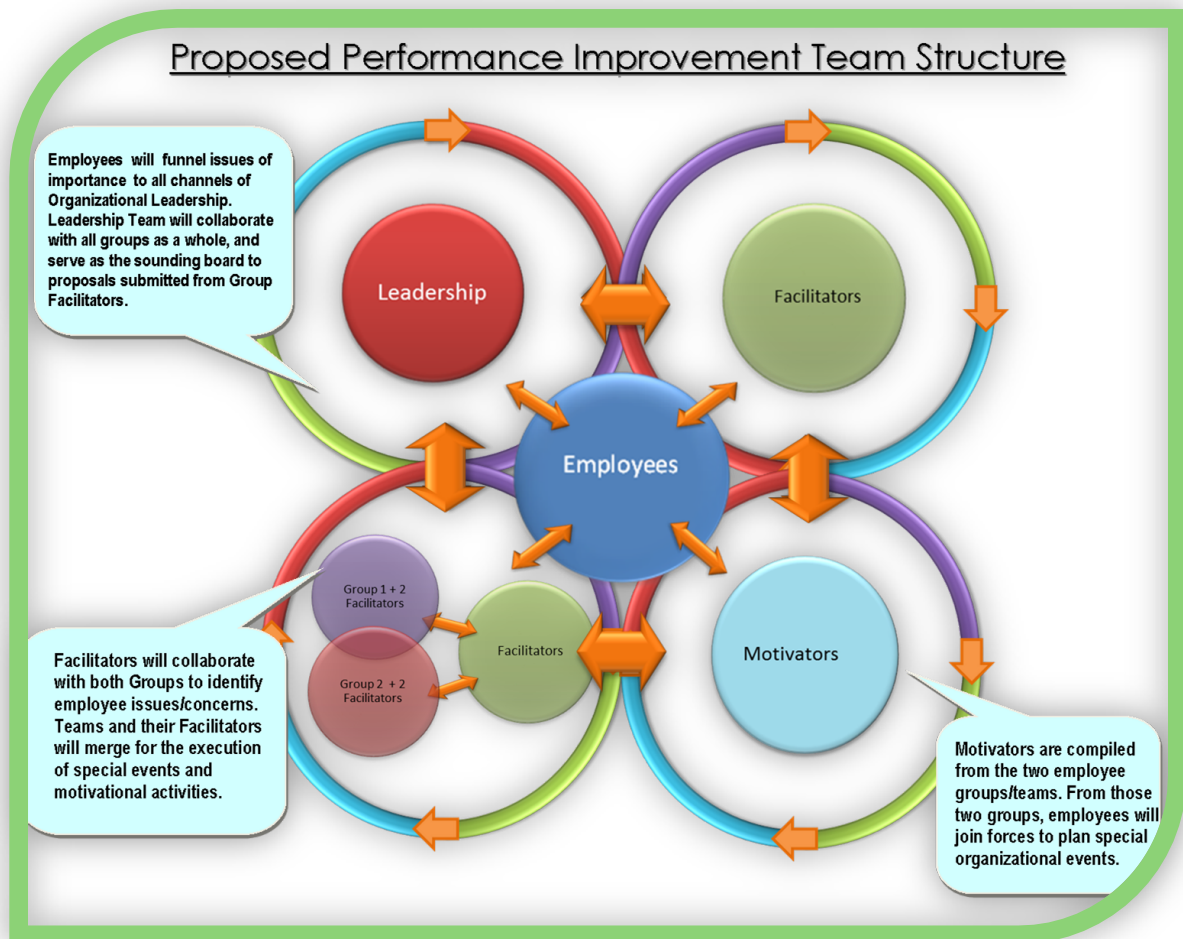 Proposed Performance Improvement Team Structure
Employees will funnel issues of
importance to all channels of
Organizational Leadership.
Leadership Team will collaborate
with all groups as a whole, and
serve as the sounding board to
proposals submitted from Group
Facilitators.
Leadership
Facilitators
Employees
Group 1 + 2
Facilitators
Group 2 + 2
Facilitators
Facilitators
Motivators
Facilitators will collaborate
with both Groups to identify
employee issues/concerns.
Teams and their Facilitators
will merge for the execution
of special events and
motivational activities.
Motivators are compiled
from the two employee
groups/teams. From those
two groups, employees will
join forces to plan special
organizational events.